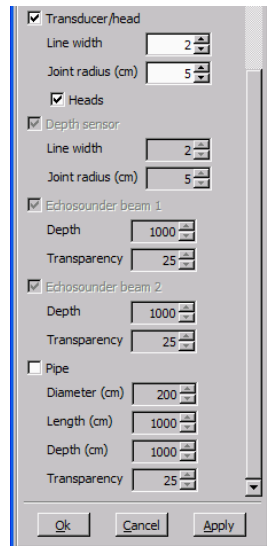 Transducer/head
Line width 2
Joint radius (cm) 5
Heads
Depth sensor
Line width 2
Joint radius (cm) 5
Echosounder beam 1
Depth 1000
Transparency 25
Echosounder beam 2
Depth 1000
Transparency 25
Pipe
Diameter (cm) 200
Length (cm) 1000
Depth (cm) 1000
Transparency 25
Ok Cancel Apply